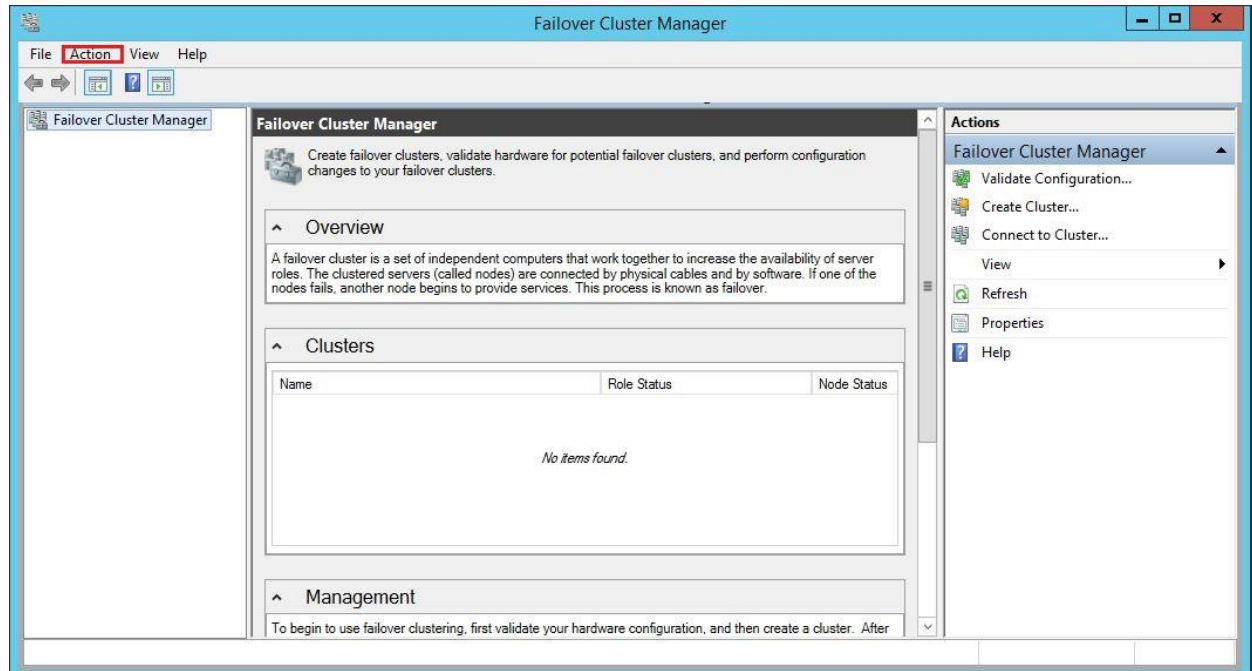 Failover Cluster Manager
File Action View Help
Failover Cluster Manager
Failover Cluster Manager
Create failover clusters, validate hardware for potential failover clusters, and perform configuration
changes to your failover clusters.
Overview
A failover cluster is a set of independent computers that work together to increase the availability of server
roles. The clustered servers (called nodes) are connected by physical cables and by software. If one of the
nodes fails, another node begins to provide services. This process is known as failover.
Clusters
Name Role Status Node Status
No items found.
Management
To begin to use failover clustering, first validate your hardware configuration, and then create a cluster. After
Actions
Failover Cluster Manager
Validate Configuration...
Create Cluster...
Connect to Cluster...
View
Refresh
Properties
Help